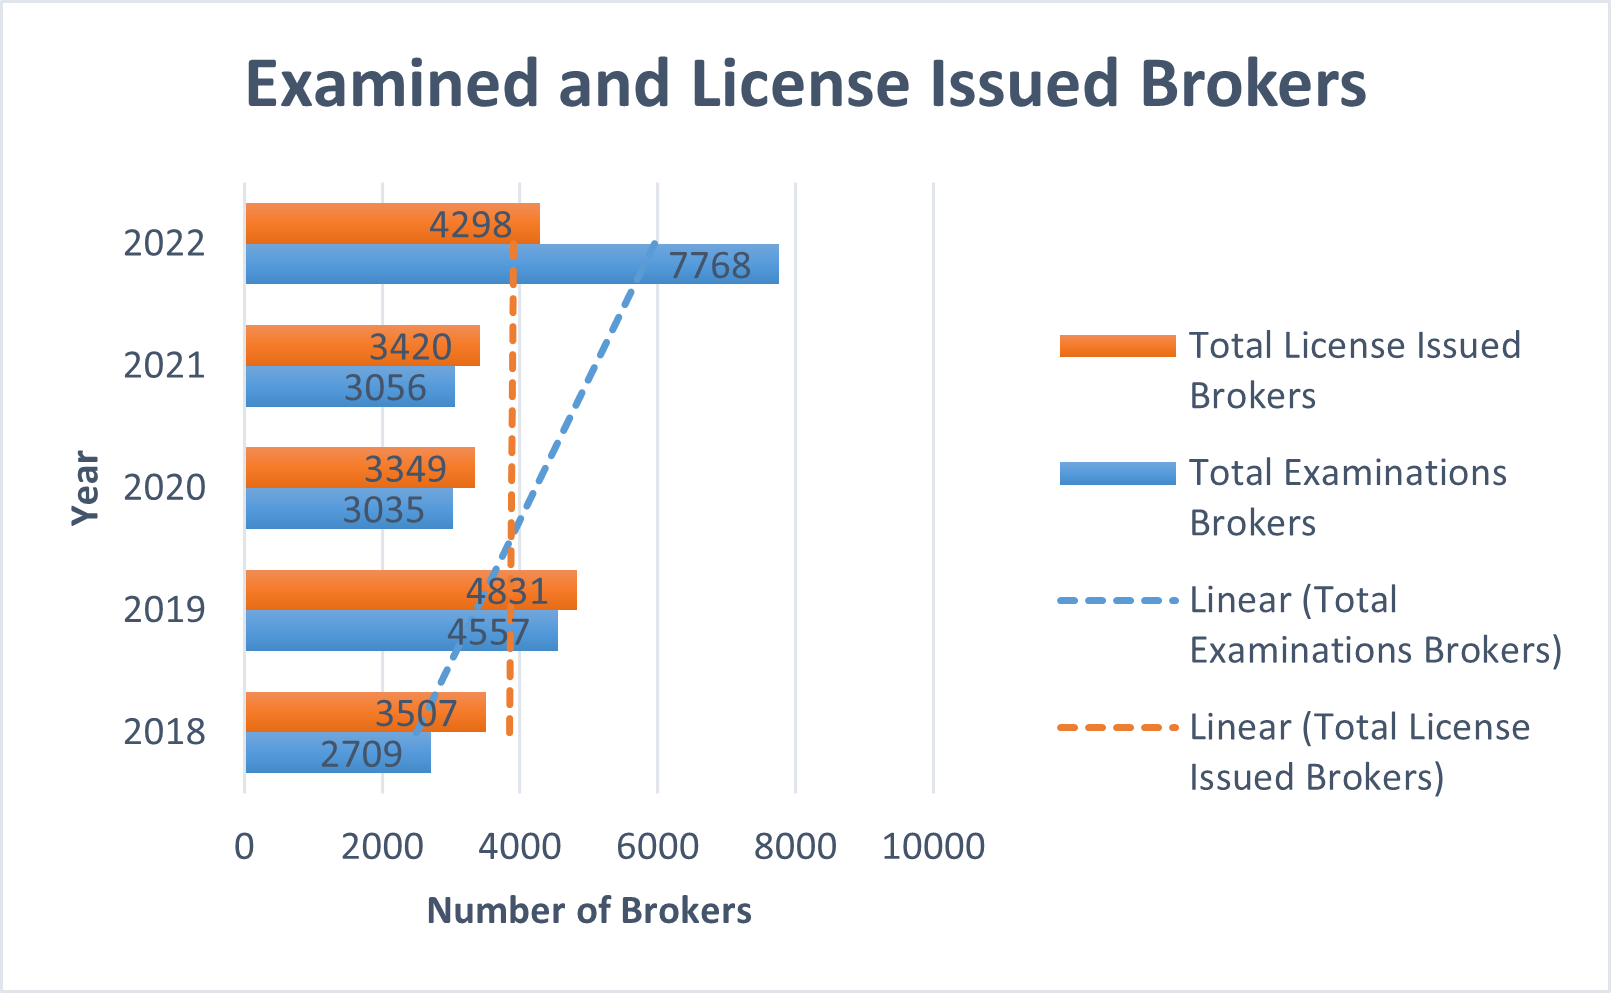 Examined and License Issued Brokers
2022
4298
7768
2021
3420
3056
2020
3349
3035
2019
4831
4557
2018
3507
2709
Year
0 2000 4000 6000 8000 10000
Number of Brokers
Total License Issued
Brokers
Total Examinations
Brokers
Linear (Total
Examinations Brokers)
Linear (Total License
Issued Brokers)